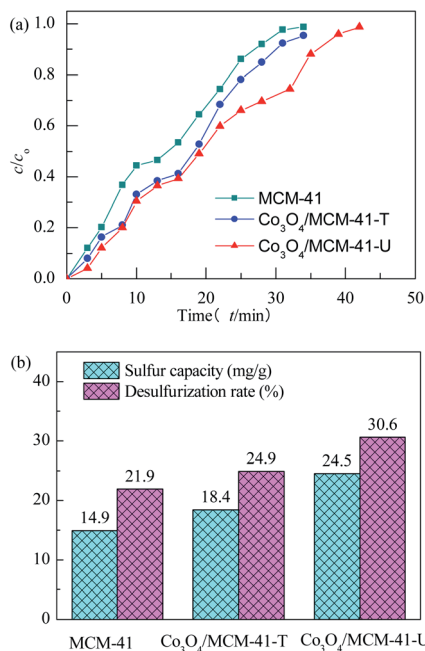 (a)
1.0
0.8
0.6
0.4
0.2
0.0
c/c₀
MCM-41
Co₃O₄/MCM-41-T
Co₃O₄/MCM-41-U
0 10 20 30 40 50
Time( t/min)
(b)
Sulfur capacity (mg/g)
Desulfurization rate (%)
40
30
20
10
0
14.9 21.9 18.4 24.9 24.5 30.6
MCM-41 Co₃O₄/MCM-41-T Co₃O₄/MCM-41-U